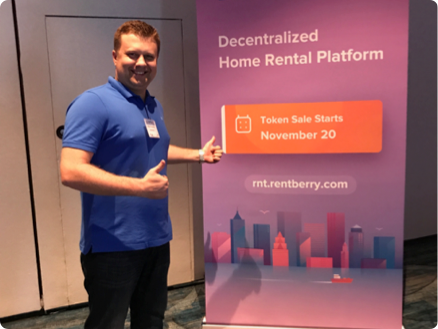 Decentralized
Home Rental Platform
Token Sale Starts
November 20
rnt.rentberry.com